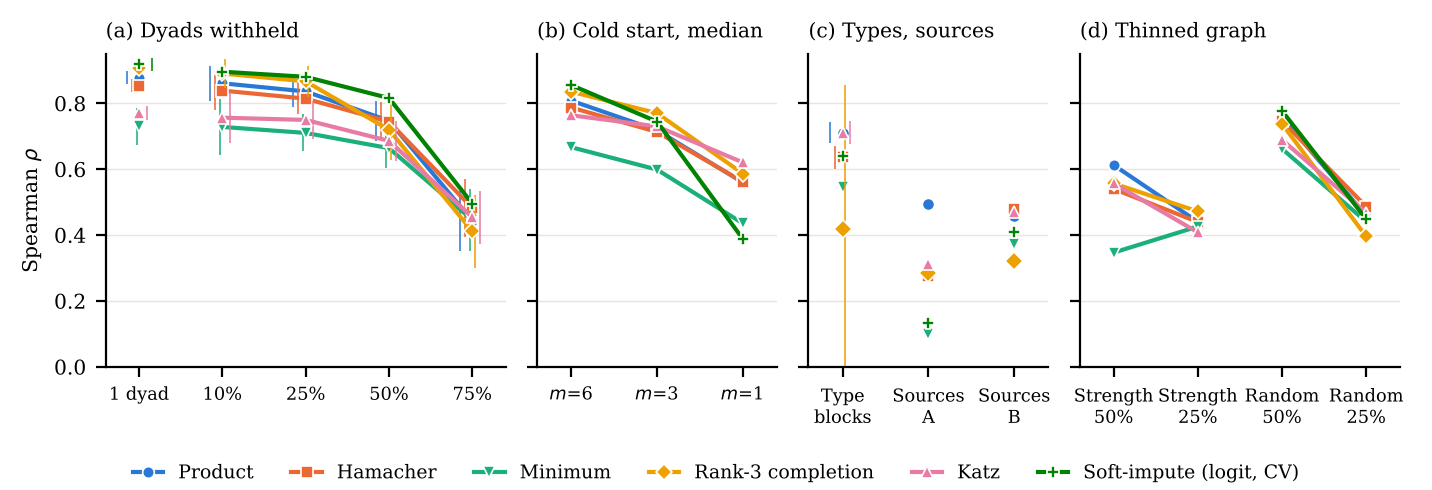 (a) Dyads withheld
(b) Cold start, median
(c) Types, sources
(d) Thinned graph
Spearman ρ
0.8
0.6
0.4
0.2
0.0
1 dyad 10% 25% 50% 75%
m=6 m=3 m=1
Type blocks
Sources A
Sources B
Strength 50%
Strength 25%
Random 50%
Random 25%
Product Hamacher Minimum Rank-3 completion Katz Soft-impute (logit, CV)